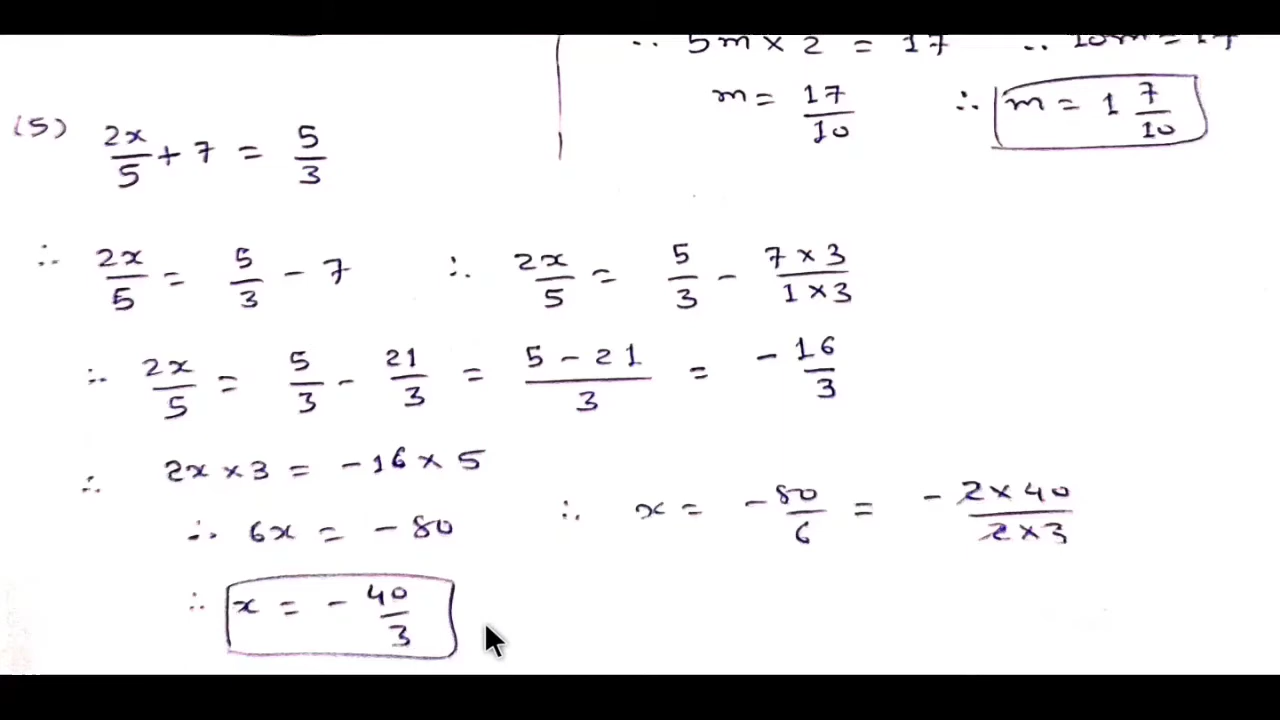 ∴ 5m × 2 = 17 ∴ 10m = 17
m = 17/10 ∴ m = 1 7/10
(5) 2x/5 + 7 = 5/3
∴ 2x/5 = 5/3 - 7 ∴ 2x/5 = 5/3 - 7 × 3/1 × 3
∴ 2x/5 = 5/3 - 21/3 = 5 - 21/3 = - 16/3
∴ 2x × 3 = -16 × 5
∴ 6x = - 80 ∴ x = - 80/6 = - 2 × 40/2 × 3
∴ x = - 40/3